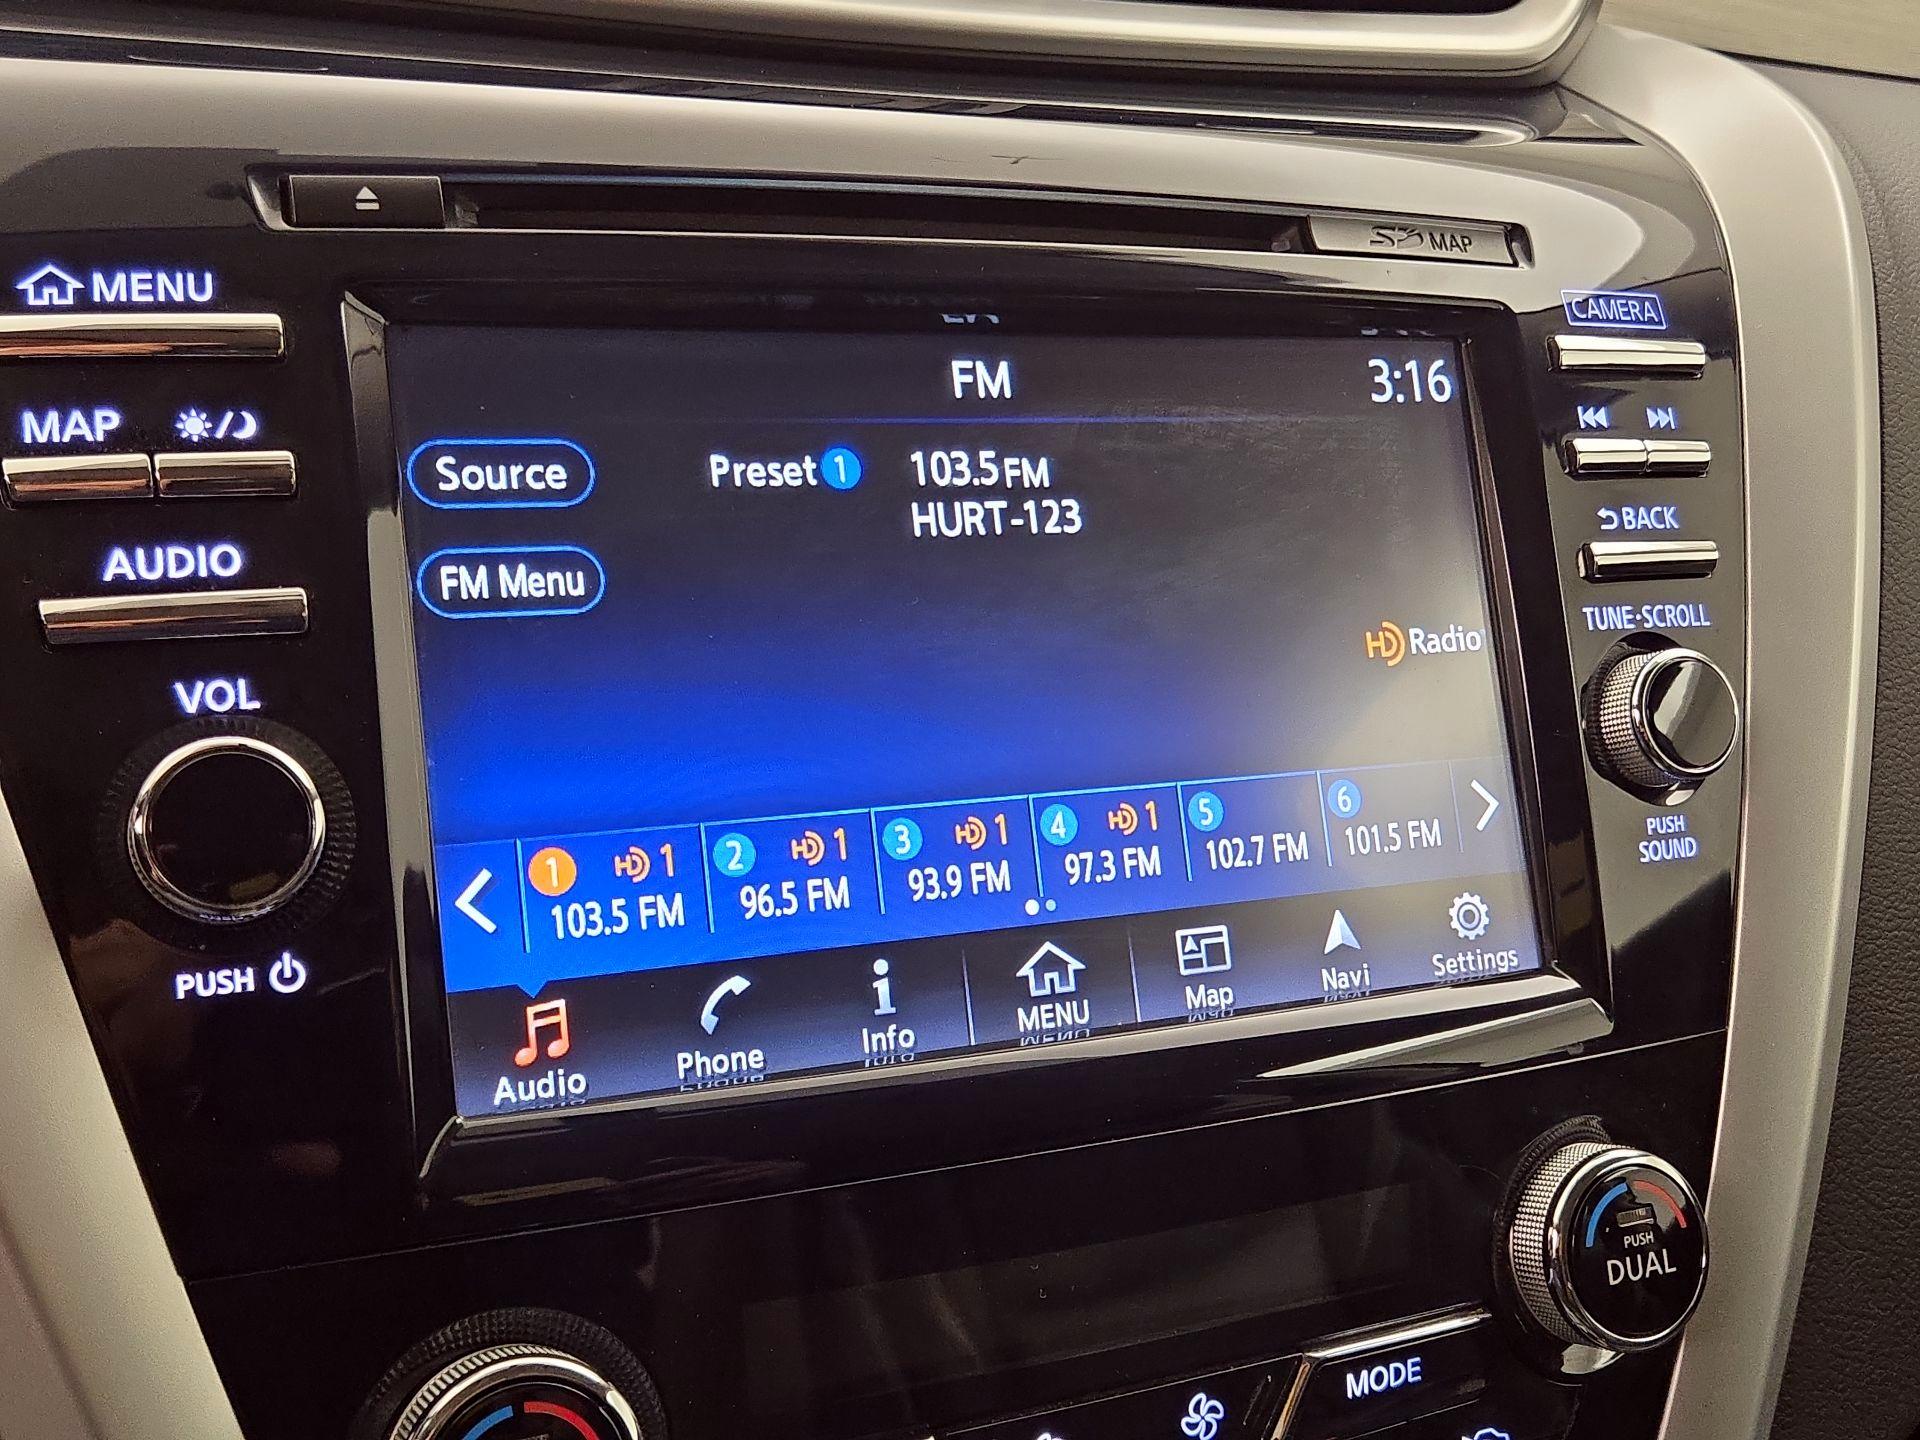 SD MAP
MENU
CAMERA
FM
3:16
MAP
Source
Preset 1
103.5 FM
HURT-123
BACK
AUDIO
FM Menu
TUNE·SCROLL
HD Radio
VOL
PUSH
SOUND
1 HD 1
103.5 FM
2 HD 1
96.5 FM
3 HD 1
93.9 FM
4 HD 1
97.3 FM
5
102.7 FM
6
101.5 FM
PUSH
Audio
Phone
Info
MENU
Map
Navi
Settings
PUSH
DUAL
MODE